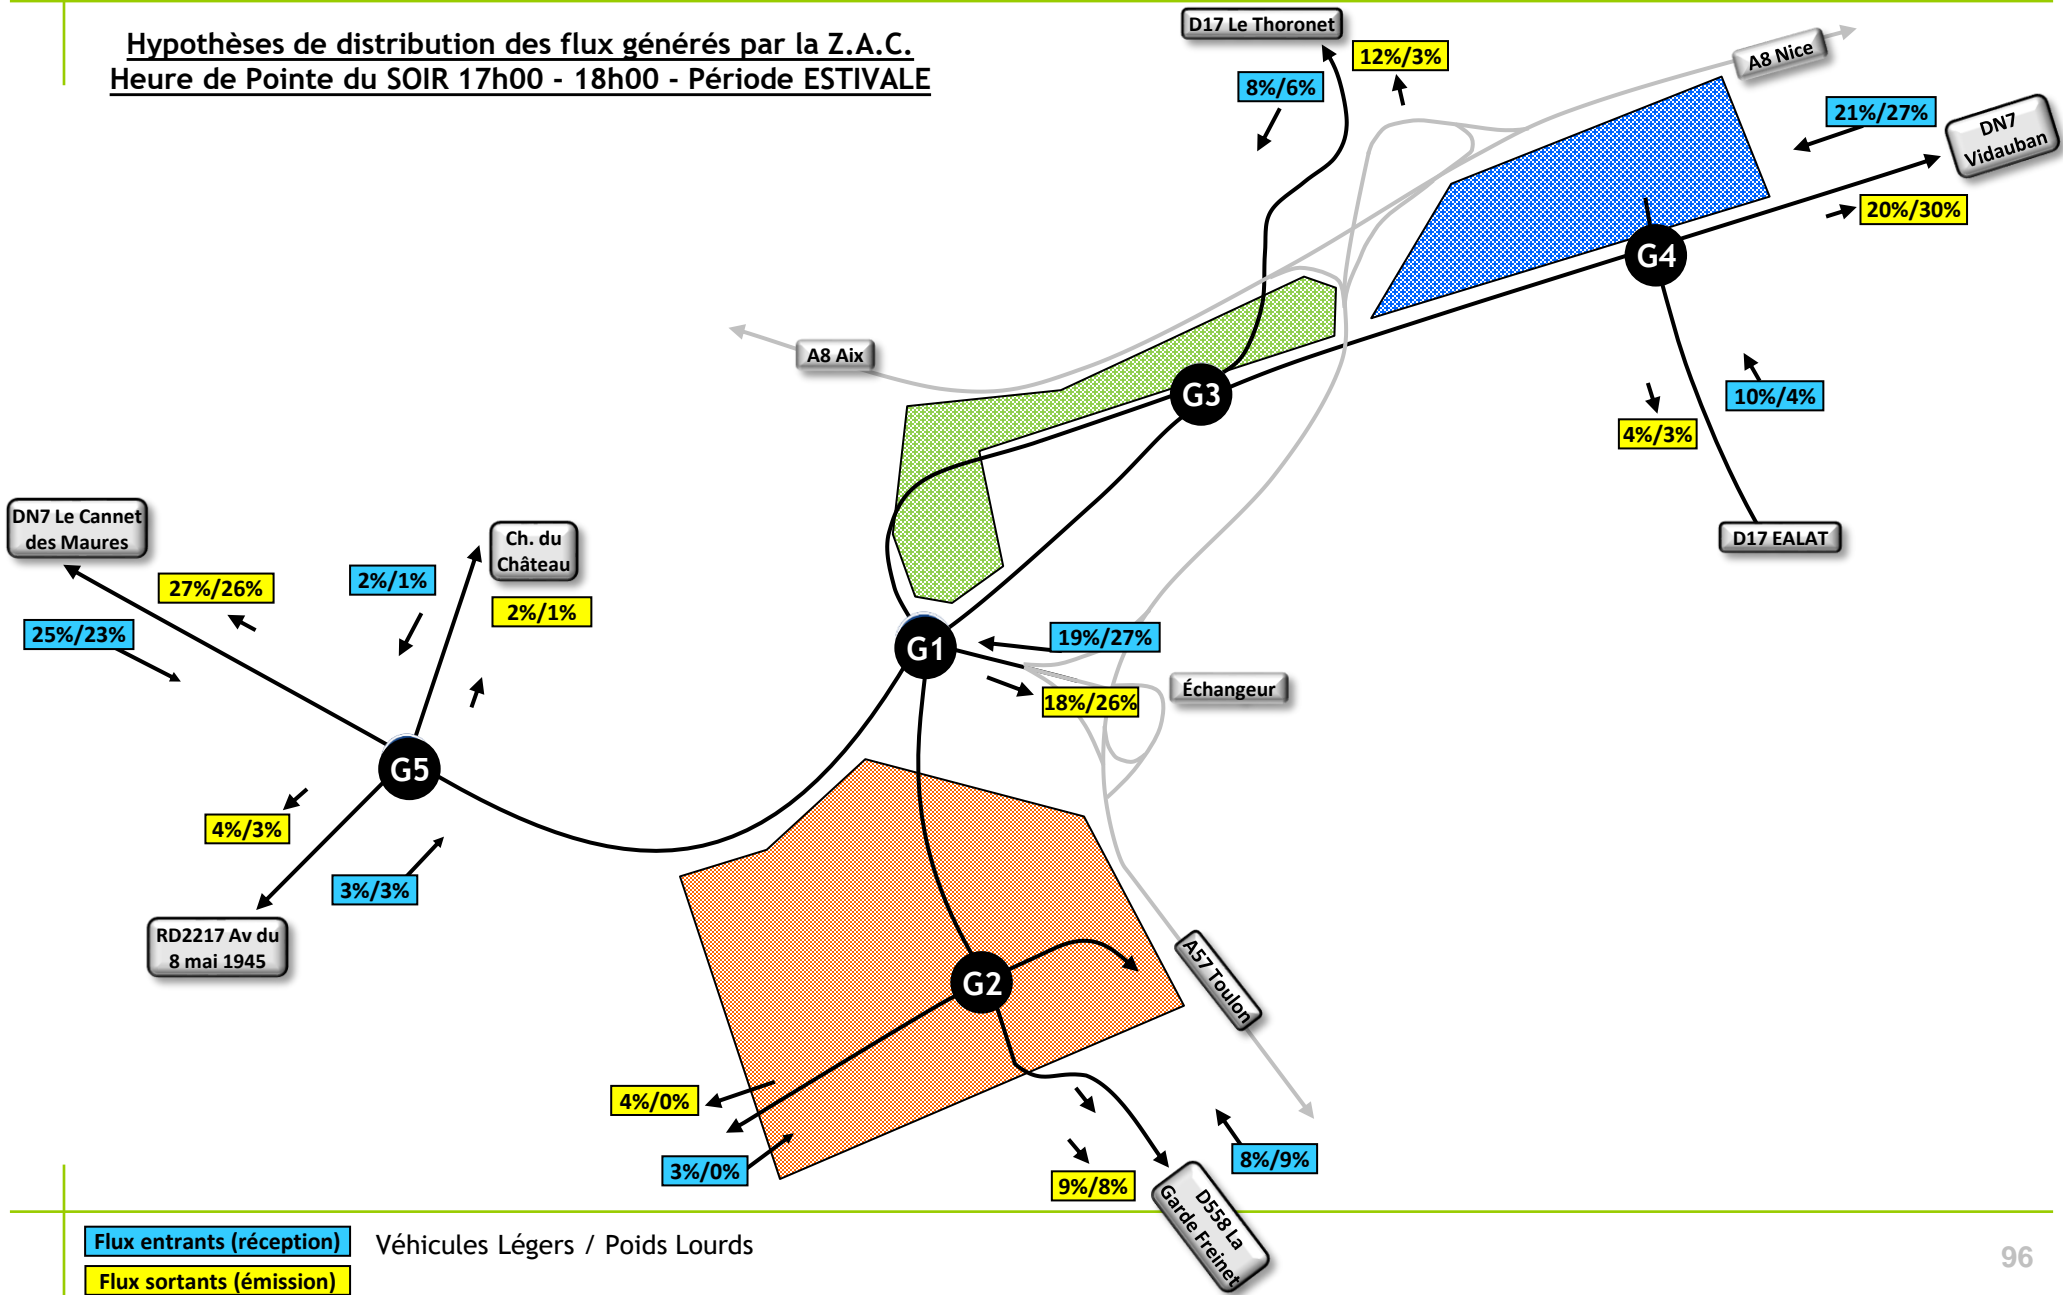 Hypothèses de distribution des flux générés par la Z.A.C.
Heure de Pointe du SOIR 17h00 - 18h00 - Période ESTIVALE
D17 Le Thoronet
12%/3%
8%/6%
A8 Nice
21%/27%
DN7
Vidauban
20%/30%
G4
A8 Aix
G3
10%/4%
4%/3%
D17 EALAT
DN7 Le Cannet
des Maures
Ch. du
Château
27%/26%
2%/1%
2%/1%
25%/23%
G1
19%/27%
18%/26%
Échangeur
G5
4%/3%
3%/3%
RD2217 Av du
8 mai 1945
G2
A57 Toulon
4%/0%
3%/0%
8%/9%
9%/8%
D558 La
Garde Freinet
Flux entrants (réception)
Véhicules Légers / Poids Lourds
Flux sortants (émission)
96